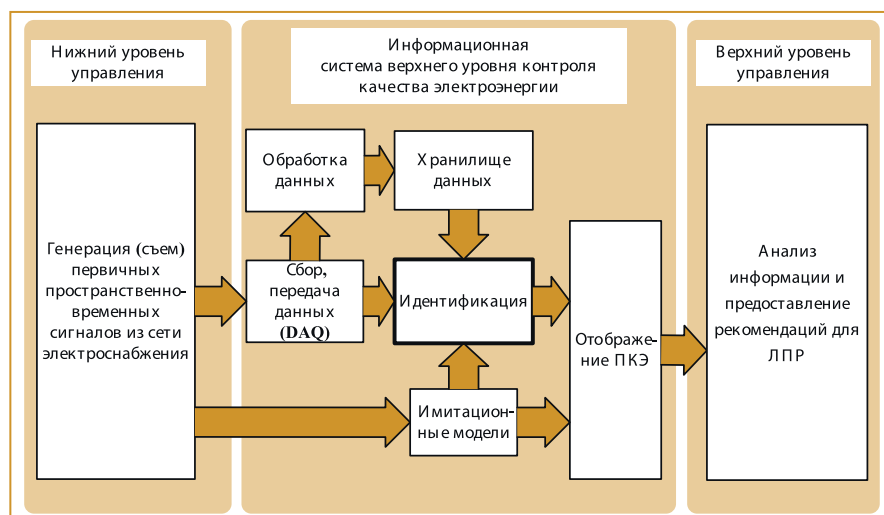 Нижний уровень
управления
Информационная
система верхнего уровня контроля
качества электроэнергии
Верхний уровень
управления
Генерация (съем)
первичных
пространственно-
временных
сигналов из сети
электроснабжения
Обработка
данных
Хранилище
данных
Сбор,
передача
данных
(DAQ)
Идентификация
Имитацион-
ные модели
Отображе-
ние ПКЭ
Анализ
информации и
предоставление
рекомендаций для
ЛПР